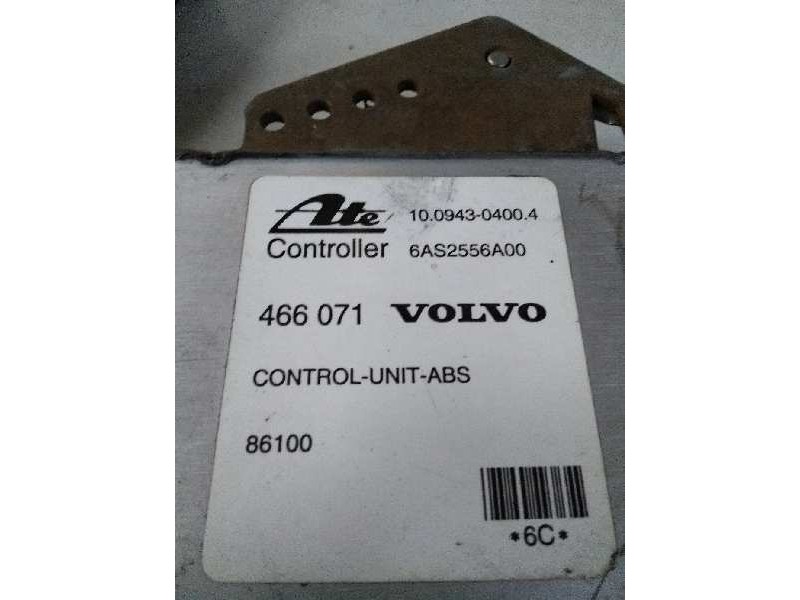 Ate 10.0943-0400.4
Controller 6AS2556A00
466 071 VOLVO
CONTROL-UNIT-ABS
86100
*6C*